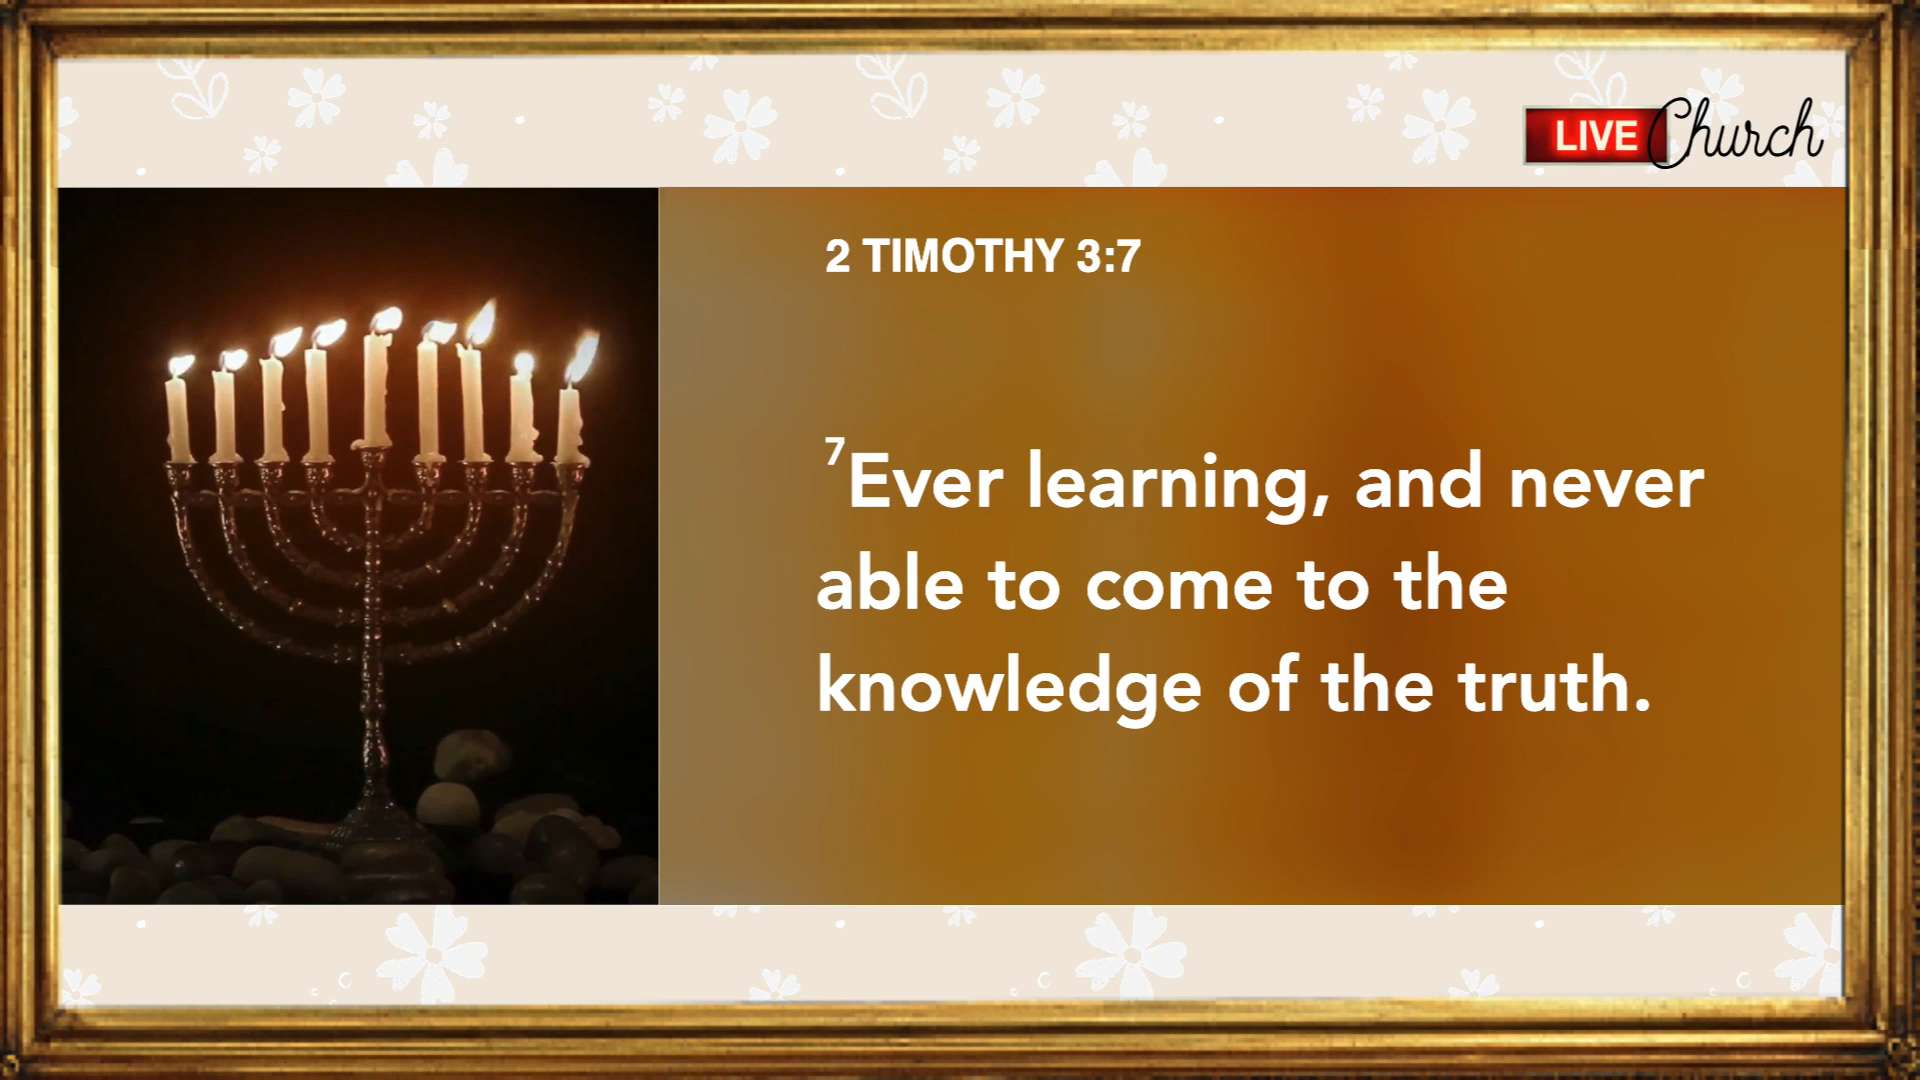 LIVE Church
2 TIMOTHY 3:7
7Ever learning, and never
able to come to the
knowledge of the truth.